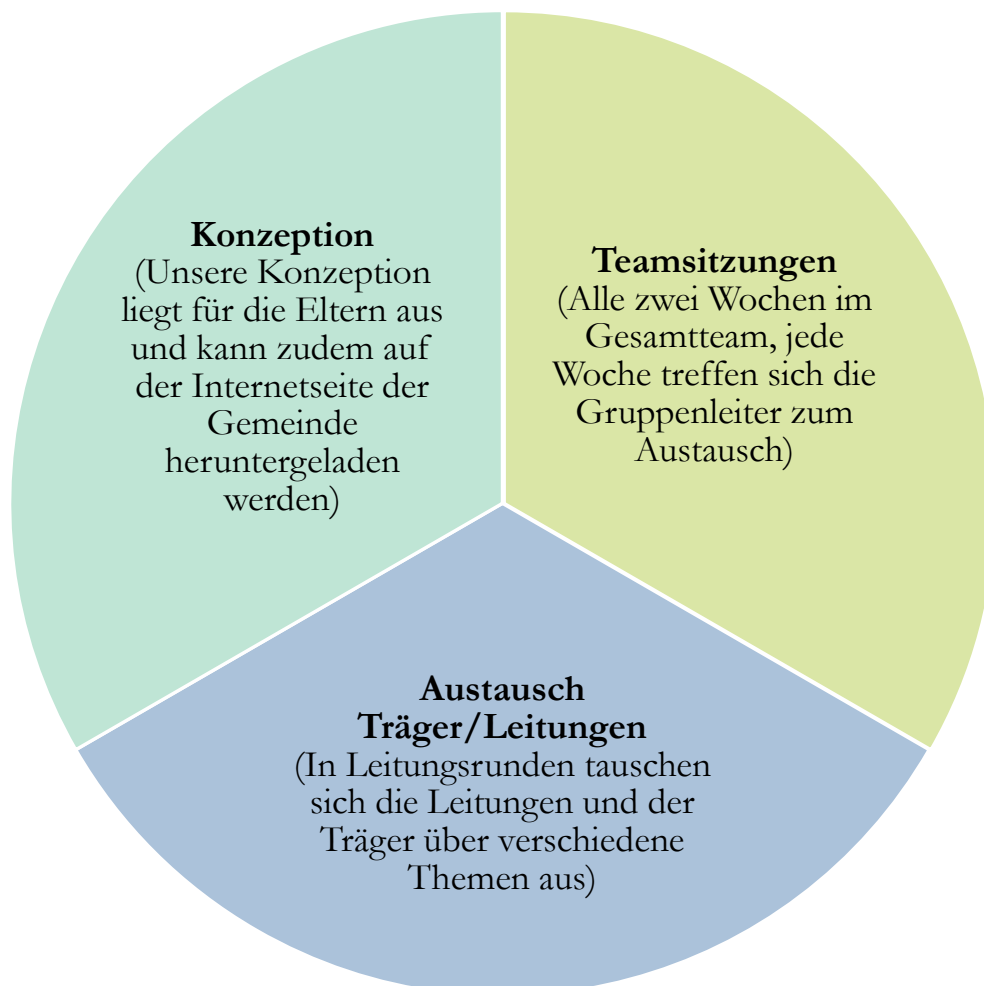 Konzeption
(Unsere Konzeption
liegt für die Eltern aus
und kann zudem auf
der Internetseite der
Gemeinde
heruntergeladen
werden)
Teamsitzungen
(Alle zwei Wochen im
Gesamtteam, jede
Woche treffen sich die
Gruppenleiter zum
Austausch)
Austausch
Träger/Leitungen
(In Leitungsrunden tauschen
sich die Leitungen und der
Träger über verschiedene
Themen aus)